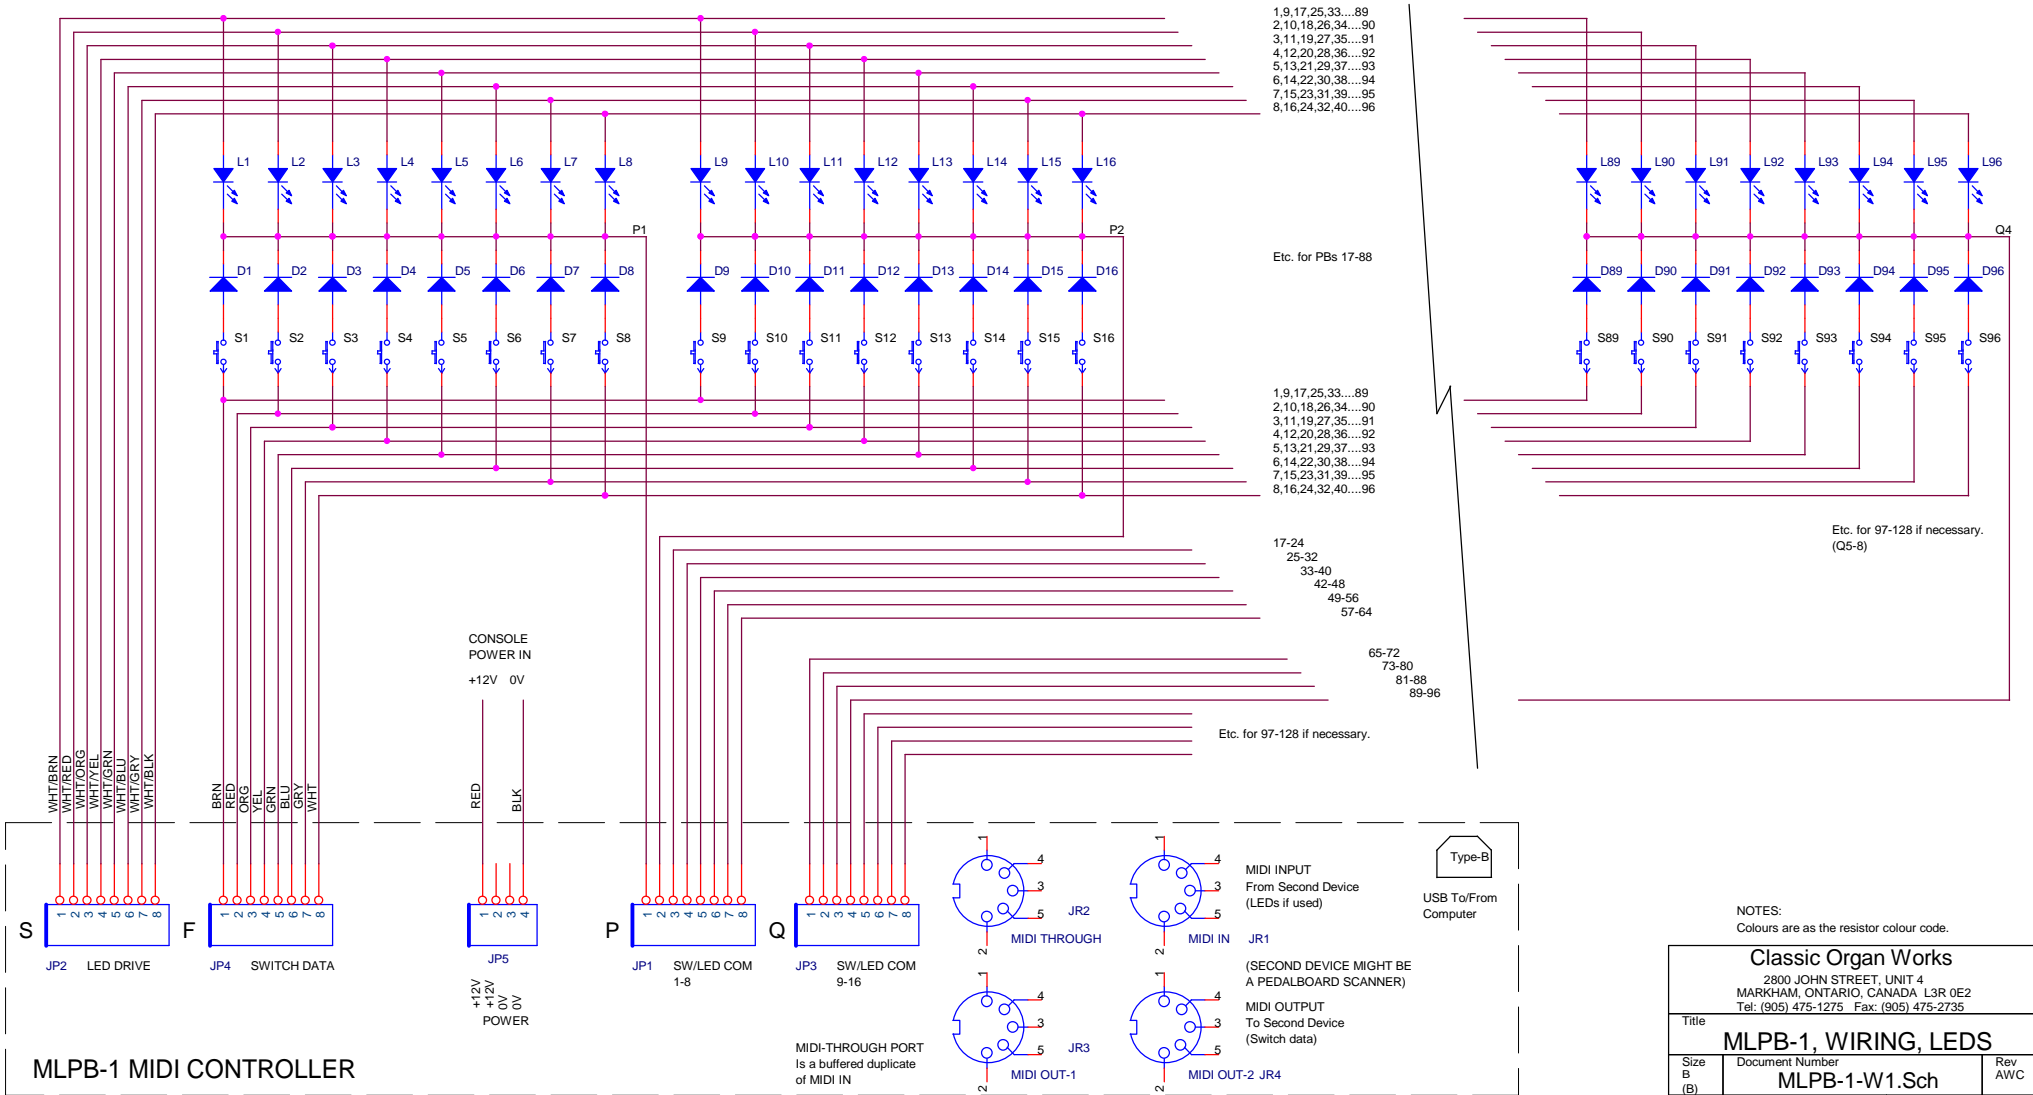 1,9,17,25,33....89
2,10,18,26,34....90
3,11,19,27,35....91
4,12,20,28,36....92
5,13,21,29,37....93
6,14,22,30,38....94
7,15,23,31,39....95
8,16,24,32,40....96
L1 L2 L3 L4 L5 L6 L7 L8 L9 L10 L11 L12 L13 L14 L15 L16 L89 L90 L91 L92 L93 L94 L95 L96
P1 P2 Q4
Etc. for PBs 17-88
D1 D2 D3 D4 D5 D6 D7 D8 D9 D10 D11 D12 D13 D14 D15 D16 D89 D90 D91 D92 D93 D94 D95 D96
S1 S2 S3 S4 S5 S6 S7 S8 S9 S10 S11 S12 S13 S14 S15 S16 S89 S90 S91 S92 S93 S94 S95 S96
1,9,17,25,33....89
2,10,18,26,34....90
3,11,19,27,35....91
4,12,20,28,36....92
5,13,21,29,37....93
6,14,22,30,38....94
7,15,23,31,39....95
8,16,24,32,40....96
Etc. for 97-128 if necessary.
(Q5-8)
17-24
25-32
33-40
42-48
49-56
57-64
65-72
73-80
81-88
89-96
Etc. for 97-128 if necessary.
CONSOLE
POWER IN
+12V 0V
WHT/BRN
WHT/RED
WHT/ORG
WHT/YEL
WHT/GRN
WHT/BLU
WHT/GRY
WHT/BLK
BRN
RED
ORG
YEL
GRN
BLU
GRY
WHT
RED
BLK
S
1 2 3 4 5 6 7 8
JP2 LED DRIVE
F
1 2 3 4 5 6 7 8
JP4 SWITCH DATA
1 2 3 4
JP5
+12V
+12V
0V
0V
POWER
P
1 2 3 4 5 6 7 8
JP1 SW/LED COM
1-8
Q
1 2 3 4 5 6 7 8
JP3 SW/LED COM
9-16
1
4
3
5
2
JR2
MIDI THROUGH
1
4
3
5
2
MIDI IN JR1
MIDI INPUT
From Second Device
(LEDs if used)
(SECOND DEVICE MIGHT BE
A PEDALBOARD SCANNER)
1
4
3
5
2
JR3
MIDI OUT-1
1
4
3
5
2
MIDI OUT-2 JR4
MIDI OUTPUT
To Second Device
(Switch data)
MIDI-THROUGH PORT
Is a buffered duplicate
of MIDI IN
Type-B
USB To/From
Computer
MLPB-1 MIDI CONTROLLER
NOTES:
Colours are as the resistor colour code.
Classic Organ Works
2800 JOHN STREET, UNIT 4
MARKHAM, ONTARIO, CANADA L3R 0E2
Tel: (905) 475-1275 Fax: (905) 475-2735
Title
MLPB-1, WIRING, LEDS
Size
B
(B)
Document Number
MLPB-1-W1.Sch
Rev
AWC